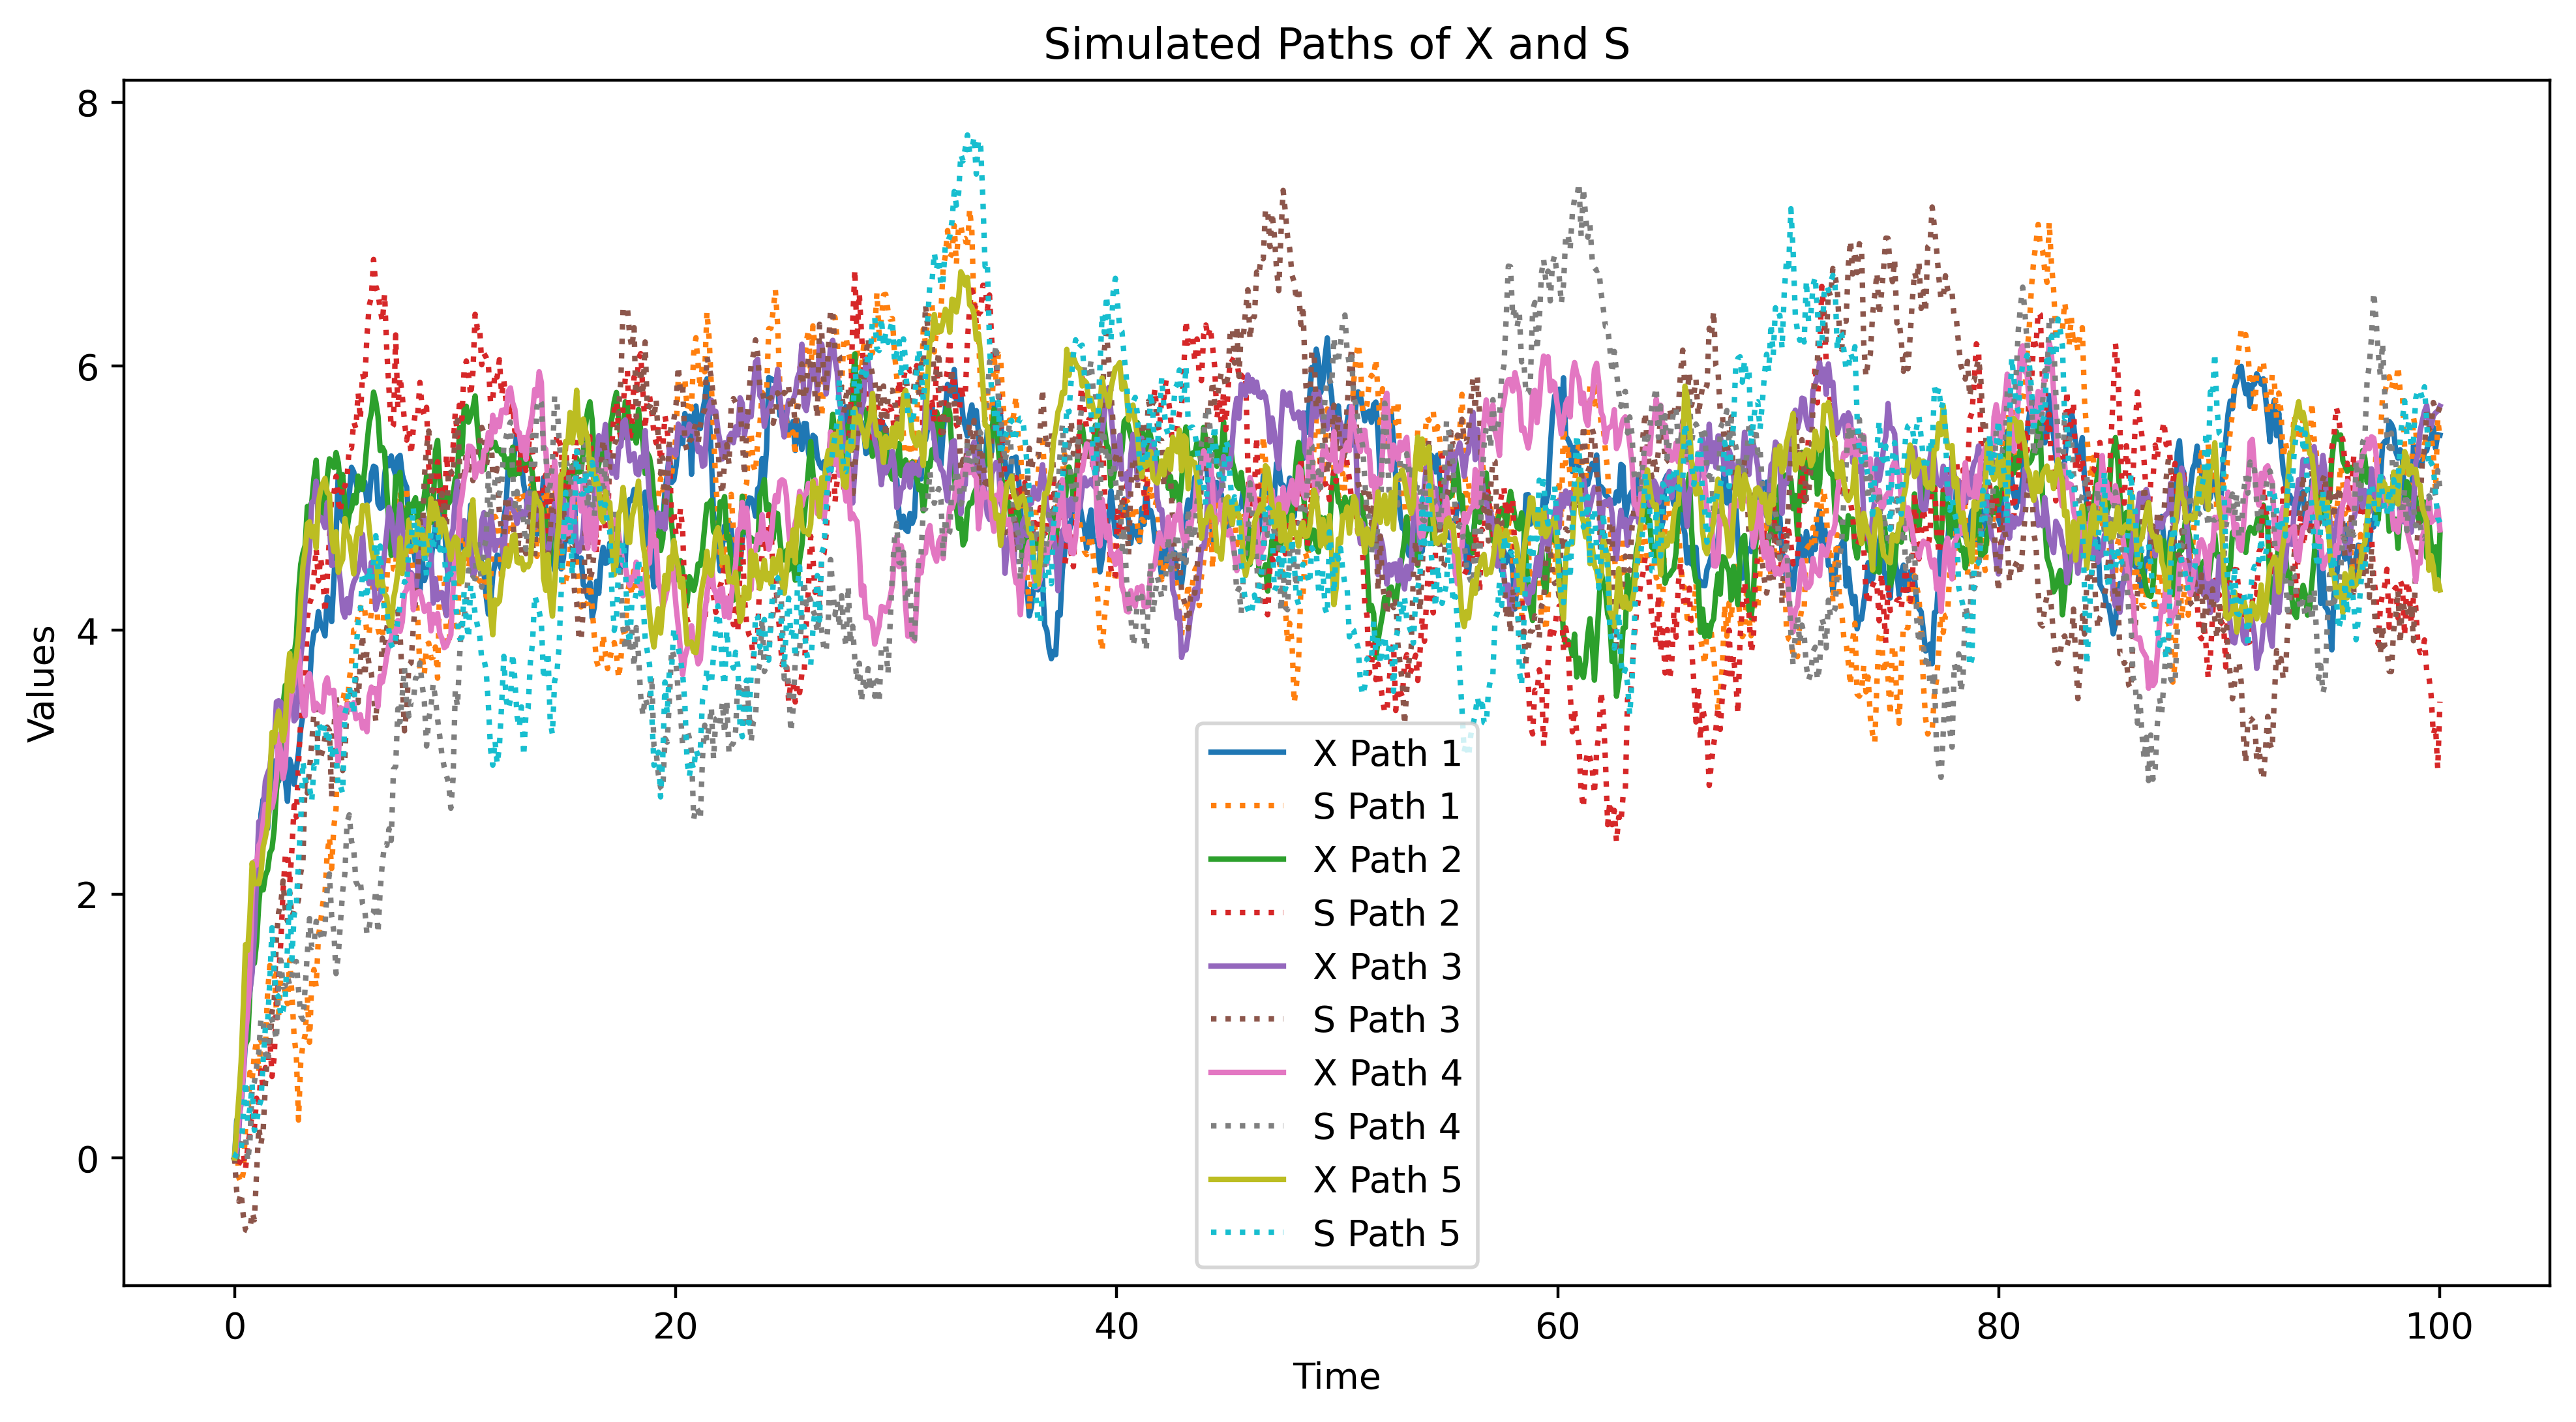 Simulated Paths of X and S
8
6
4
2
0
Values
X Path 1
S Path 1
X Path 2
S Path 2
X Path 3
S Path 3
X Path 4
S Path 4
X Path 5
S Path 5
0 20 40 60 80 100
Time